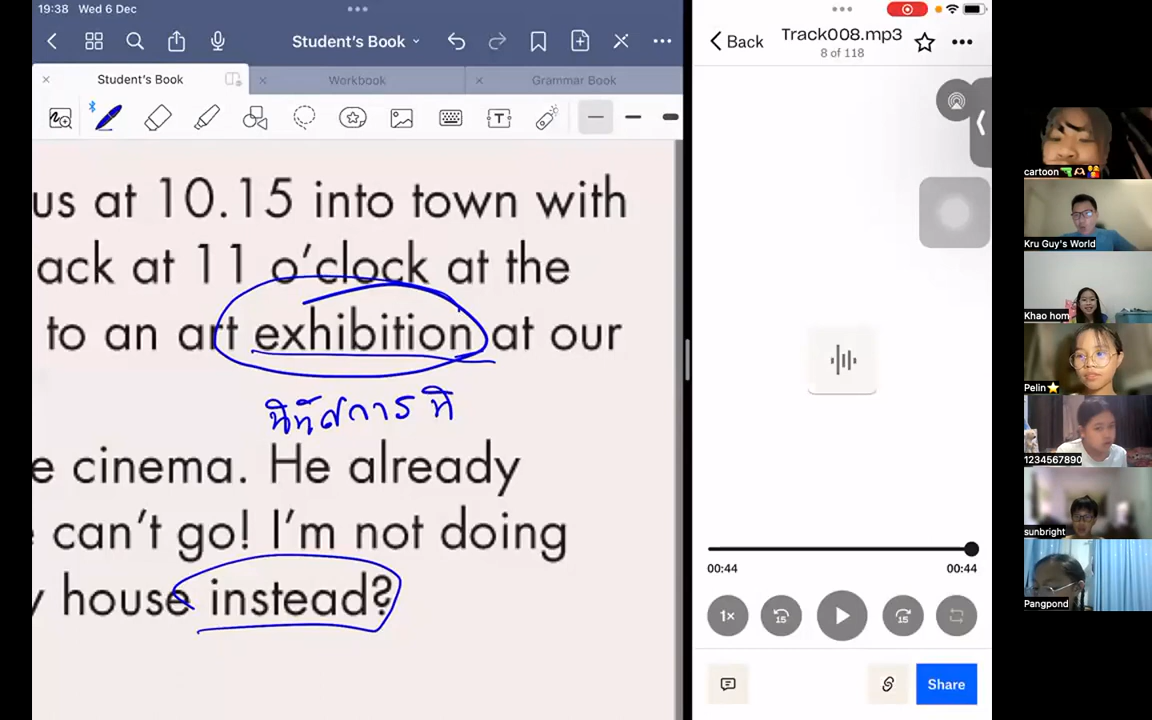 19:38 Wed 6 Dec
Student's Book
Student's Book
Workbook
Grammar Book
us at 10.15 into town with
ack at 11 o'clock at the
to an art exhibition at our
นิทัสการ ที่
e cinema. He already
can't go! I'm not doing
y house instead?
Back
Track008.mp3
8 of 118
00:44
00:44
1×
15
15
Share
cartoon
Kru Guy's World
Khao hom
Pelin
1234567890
sunbright
Pangpond